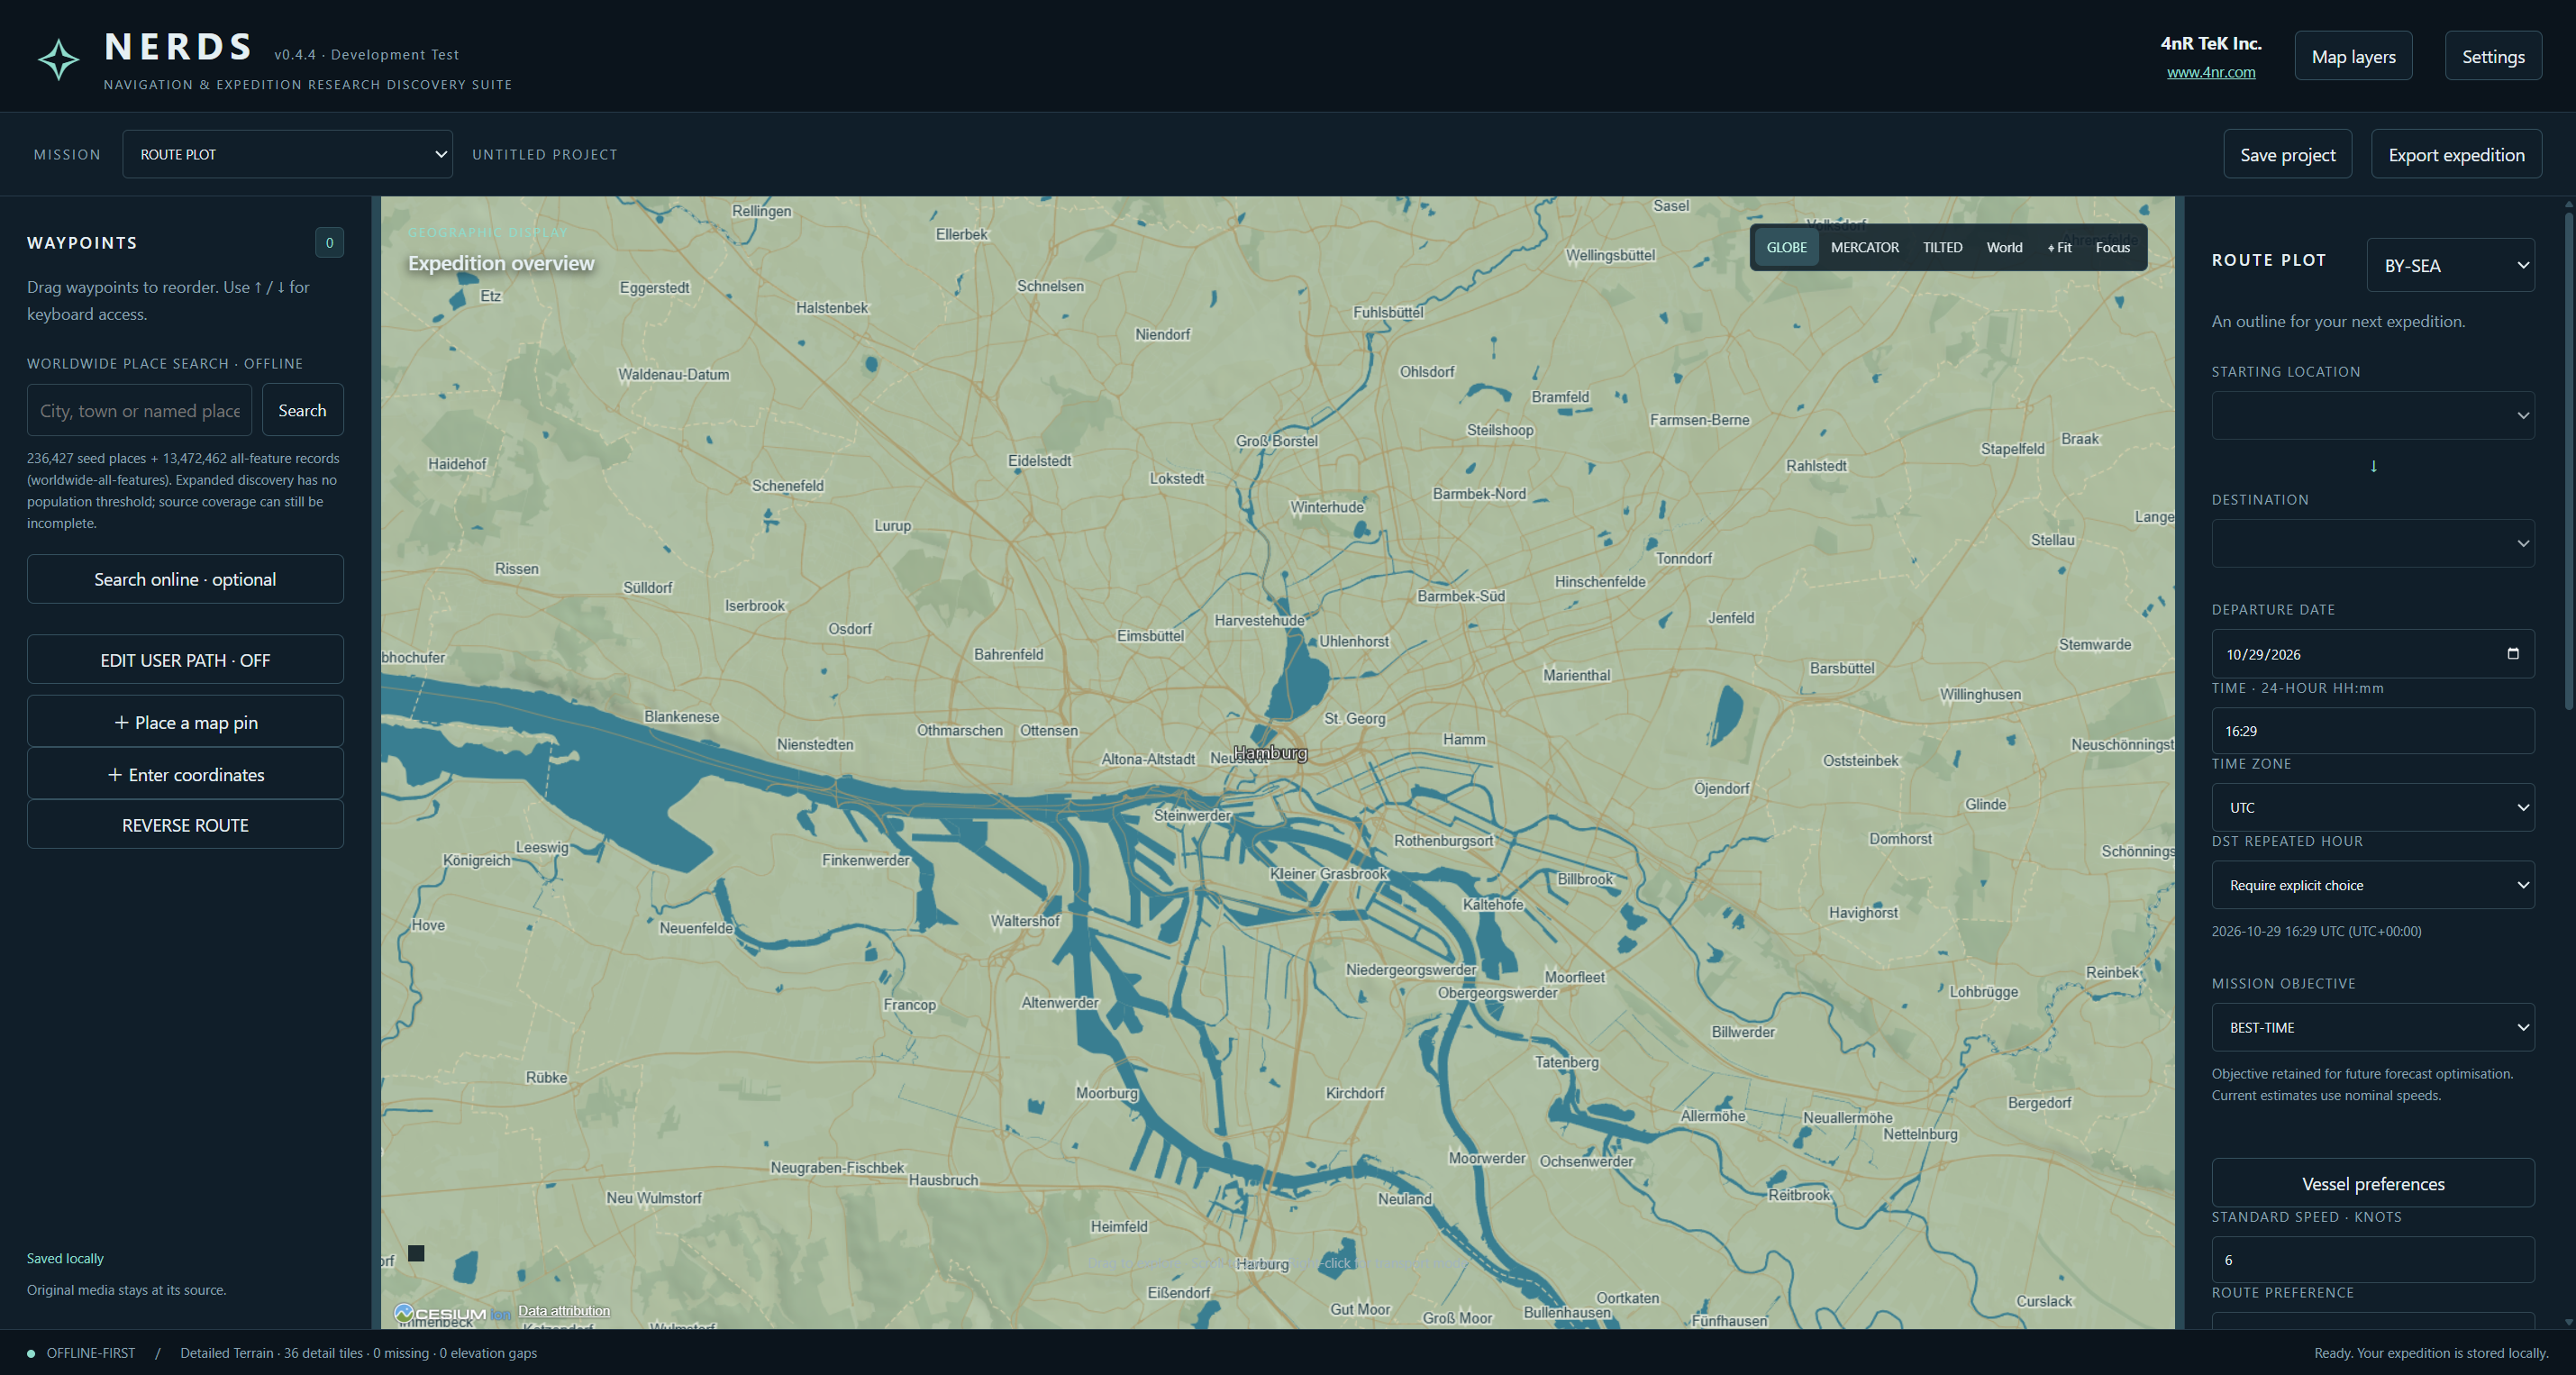 NERDS v0.4.4 · Development Test
NAVIGATION & EXPEDITION RESEARCH DISCOVERY SUITE
4nR TeK Inc.
www.4nr.com
Map layers
Settings
MISSION
ROUTE PLOT
UNTITLED PROJECT
Save project
Export expedition
WAYPOINTS
0
Drag waypoints to reorder. Use ↑ / ↓ for
keyboard access.
WORLDWIDE PLACE SEARCH · OFFLINE
City, town or named place
Search
236,427 seed places + 13,472,462 all-feature records
(worldwide-all-features). Expanded discovery has no
population threshold; source coverage can still be
incomplete.
Search online · optional
EDIT USER PATH · OFF
+ Place a map pin
+ Enter coordinates
REVERSE ROUTE
Saved locally
Original media stays at its source.
GEOGRAPHIC DISPLAY
Expedition overview
GLOBE
MERCATOR
TILTED
World
⌖ Fit
Focus
Rellingen
Sasel
Volksdorf
Ahrensfelde
Ellerbek
Wellingsbüttel
Etz
Eggerstedt
Schnelsen
Halstenbek
Fuhlsbüttel
Niendorf
Waldenau-Datum
Ohlsdorf
Bramfeld
Farmsen-Berne
Steilshoop
Groß Borstel
Braak
Stapelfeld
Haidehof
Eidelstedt
Rahlstedt
Lokstedt
Schenefeld
Barmbek-Nord
Winterhude
Lange
Lurup
Stellau
Rissen
Tonndorf
Sülldorf
Hinschenfelde
Iserbrook
Barmbek-Süd
Harvestehude
Jenfeld
Osdorf
Eimsbüttel
Uhlenhorst
Stemwarde
bhochufer
Bahrenfeld
Barsbüttel
Marienthal
Willinghusen
Blankenese
St. Georg
Othmarschen
Ottensen
Nienstedten
Hamm
Neuschönningst
Altona-Altstadt
Neustadt
Hamburg
Oststeinbek
Öjendorf
Glinde
Steinwerder
Rothenburgsort
Domhorst
Leeswig
Königreich
Finkenwerder
Schönnings
Kleiner Grasbrook
Billbrook
Kaltehofe
Havighorst
Hove
Neuenfelde
Waltershof
Niedergeorgswerder
Moorfleet
Reinbek
Obergeorgswerder
Lohbrügge
Francop
Altenwerder
Billwerder
Tatenberg
Rübke
Moorburg
Kirchdorf
Bergedorf
Allermöhe
Neuallermöhe
Nettelnburg
Moorwerder
Ochsenwerder
Neugraben-Fischbek
Hausbruch
Neu Wulmstorf
Neuland
Reitbrook
Heimfeld
orf
Harburg
-click
Eißendorf
Oortkaten
Curslack
Gut Moor
Groß Moor
Bullenhausen
Fünfhausen
CESIUM ion
Data attribution
Immenbeck
Ketzendorf
Wulmstorf
ROUTE PLOT
BY-SEA
An outline for your next expedition.
STARTING LOCATION
↓
DESTINATION
DEPARTURE DATE
10/29/2026
TIME · 24-HOUR HH:mm
16:29
TIME ZONE
UTC
DST REPEATED HOUR
Require explicit choice
2026-10-29 16:29 UTC (UTC+00:00)
MISSION OBJECTIVE
BEST-TIME
Objective retained for future forecast optimisation.
Current estimates use nominal speeds.
Vessel preferences
STANDARD SPEED · KNOTS
6
ROUTE PREFERENCE
OFFLINE-FIRST / Detailed Terrain · 36 detail tiles · 0 missing · 0 elevation gaps
Ready. Your expedition is stored locally.